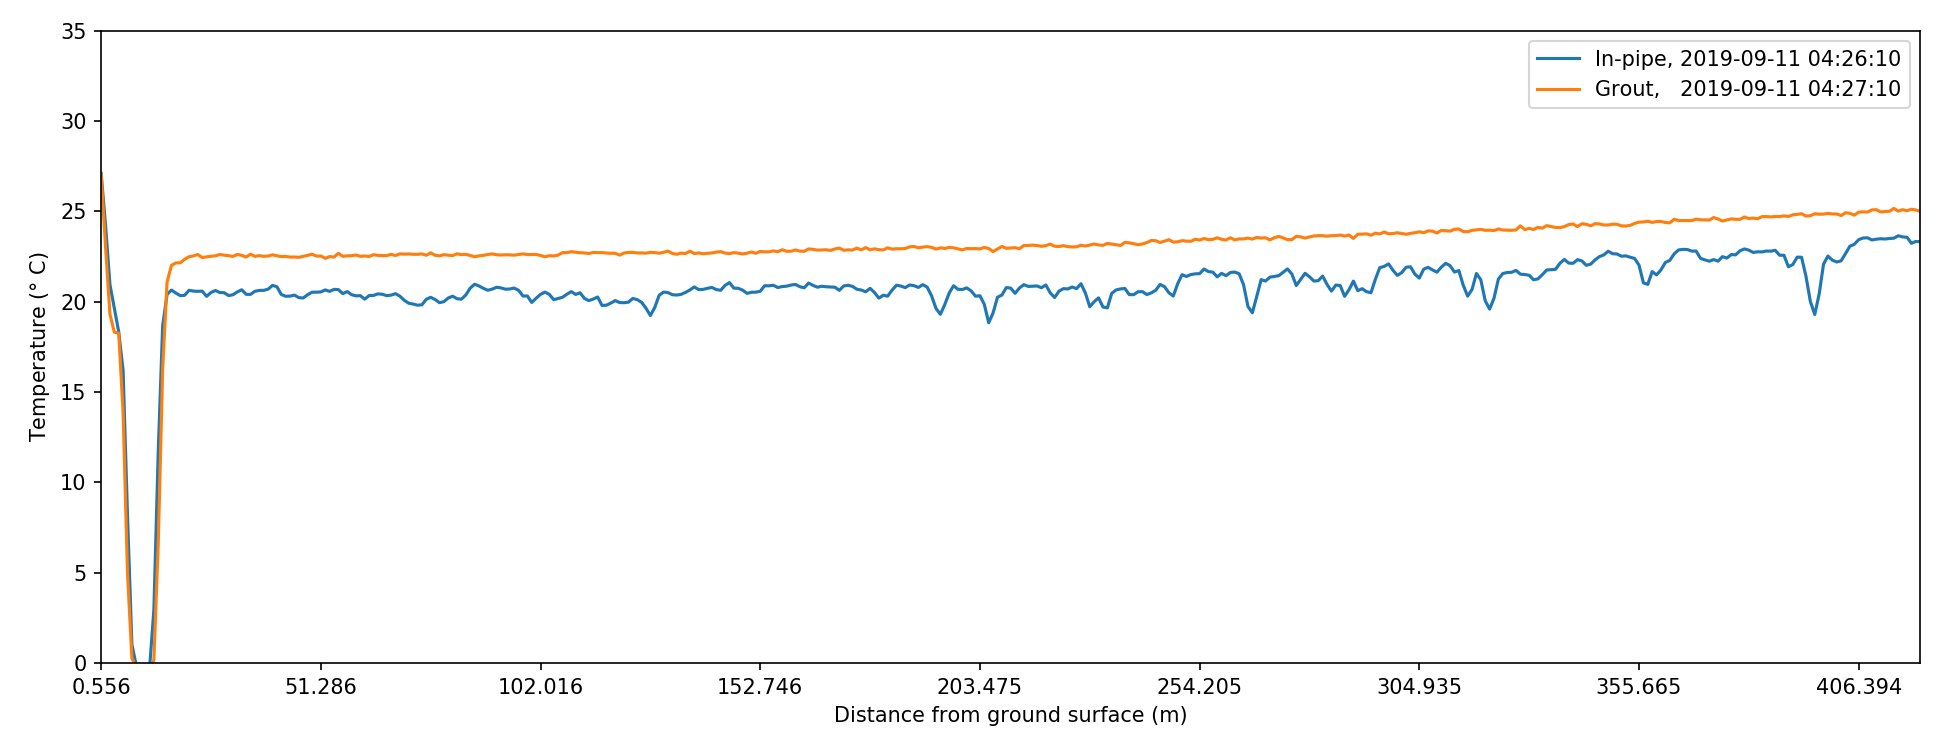 35
30
25
20
15
10
5
0
Temperature (° C)
In-pipe, 2019-09-11 04:26:10
Grout, 2019-09-11 04:27:10
0.556 51.286 102.016 152.746 203.475 254.205 304.935 355.665 406.394
Distance from ground surface (m)